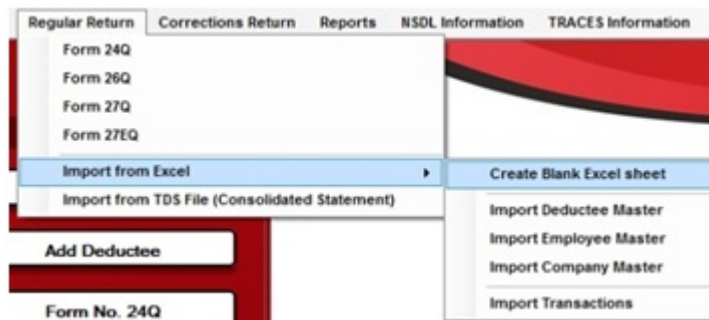 Regular Return Corrections Return Reports NSDL Information TRACES Information
Form 24Q
Form 26Q
Form 27Q
Form 27EQ
Import from Excel
Import from TDS File (Consolidated Statement)
Create Blank Excel sheet
Import Deductee Master
Import Employee Master
Import Company Master
Import Transactions
Add Deductee
Form No. 24Q